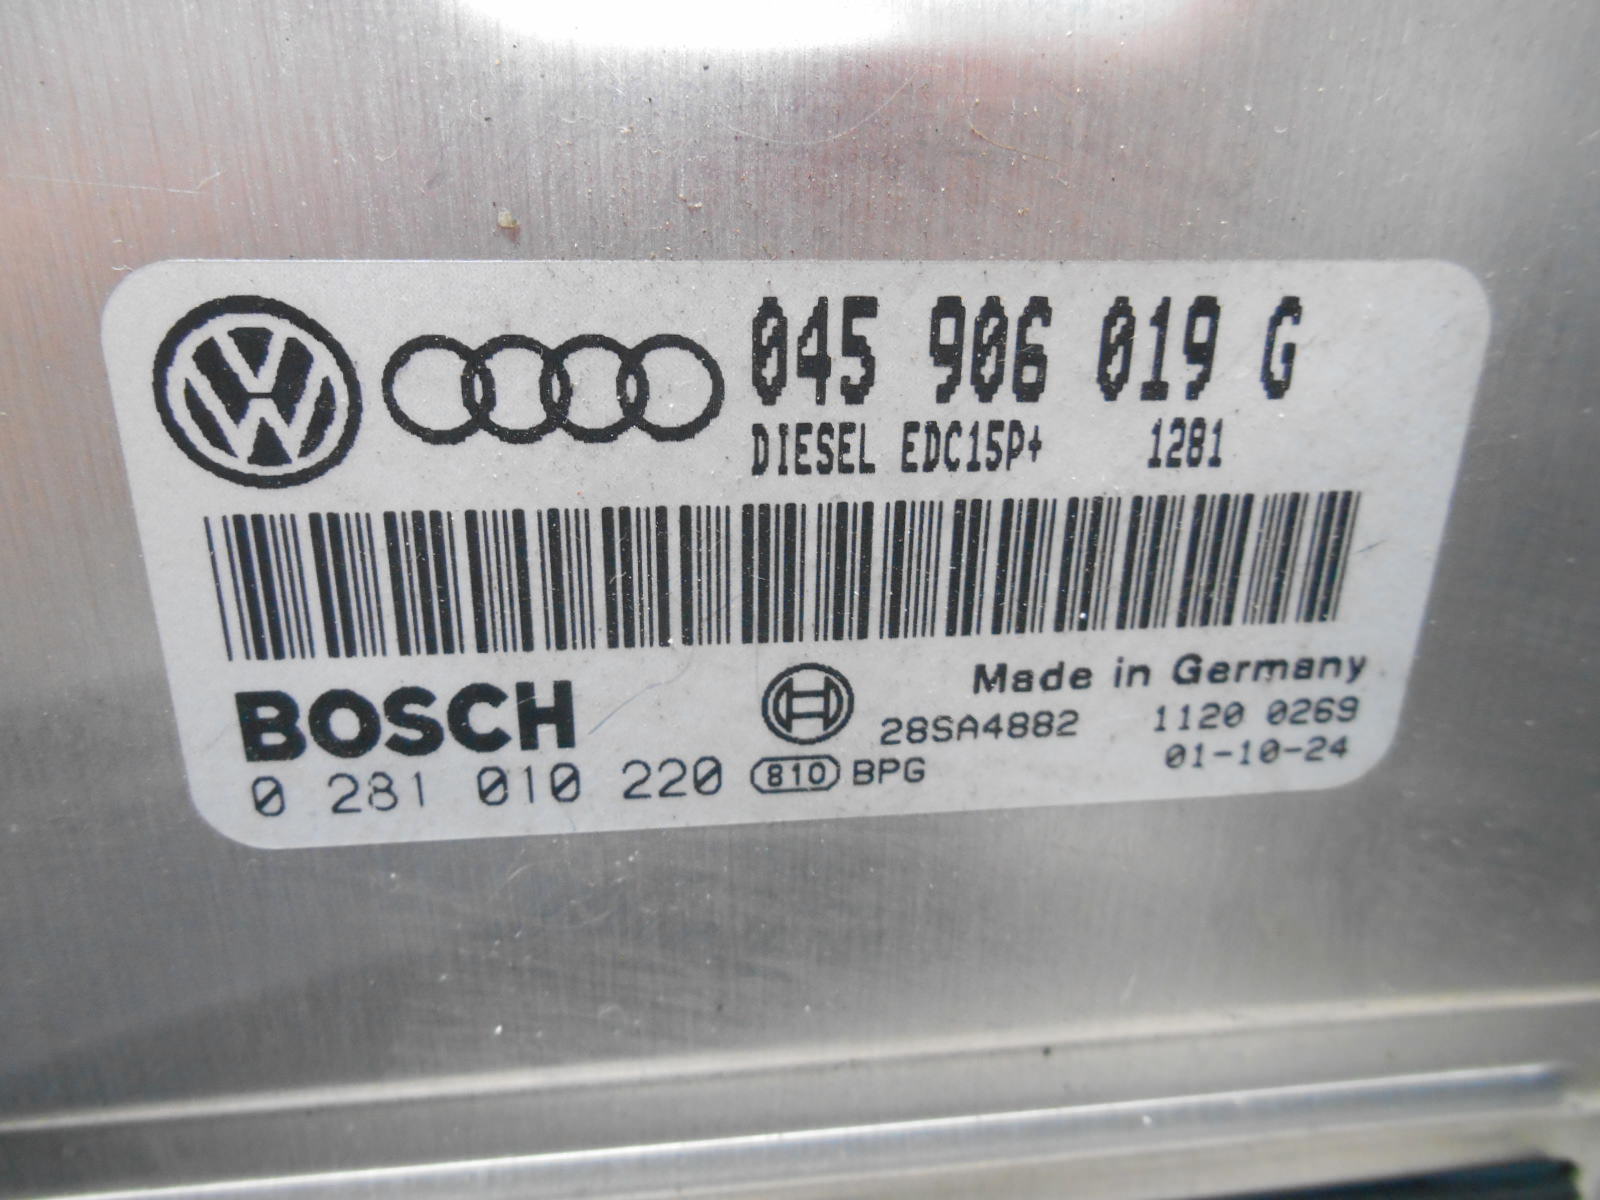 045 906 019 G
DIESEL EDC15P+ 1281
BOSCH
Made in Germany
28SA4882 1120 0269
0 281 010 220 810 BPG 01-10-24